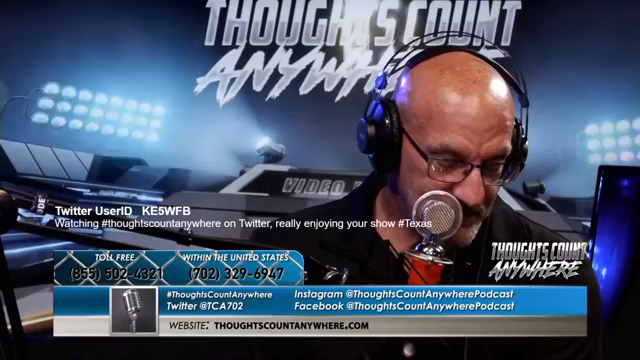 THOUGHTS COUNT
ANYWHERE
VIDEO
Twitter UserID_ KE5WFB
Watching #thoughtscountanywhere on Twitter, really enjoying your show #Texas
THOUGHTS COUNT
ANYWHERE
TOLL FREE
(855) 502-4321
WITHIN THE UNITED STATES
(702) 329-6947
#ThoughtsCountAnywhere
Instagram @ThoughtsCountAnywherePodcast
Twitter @TCA702
Facebook @ThoughtsCountAnywherePodcast
WEBSITE: THOUGHTSCOUNTANYWHERE.COM